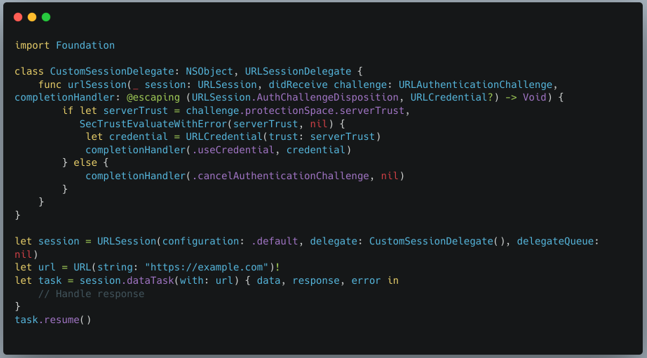 import Foundation

class CustomSessionDelegate: NSObject, URLSessionDelegate {
    func urlSession(_ session: URLSession, didReceive challenge: URLAuthenticationChallenge,
completionHandler: @escaping (URLSession.AuthChallengeDisposition, URLCredential?) -> Void) {
        if let serverTrust = challenge.protectionSpace.serverTrust,
           SecTrustEvaluateWithError(serverTrust, nil) {
            let credential = URLCredential(trust: serverTrust)
            completionHandler(.useCredential, credential)
        } else {
            completionHandler(.cancelAuthenticationChallenge, nil)
        }
    }
}

let session = URLSession(configuration: .default, delegate: CustomSessionDelegate(), delegateQueue:
nil)
let url = URL(string: "https://example.com")!
let task = session.dataTask(with: url) { data, response, error in
    // Handle response
}
task.resume()